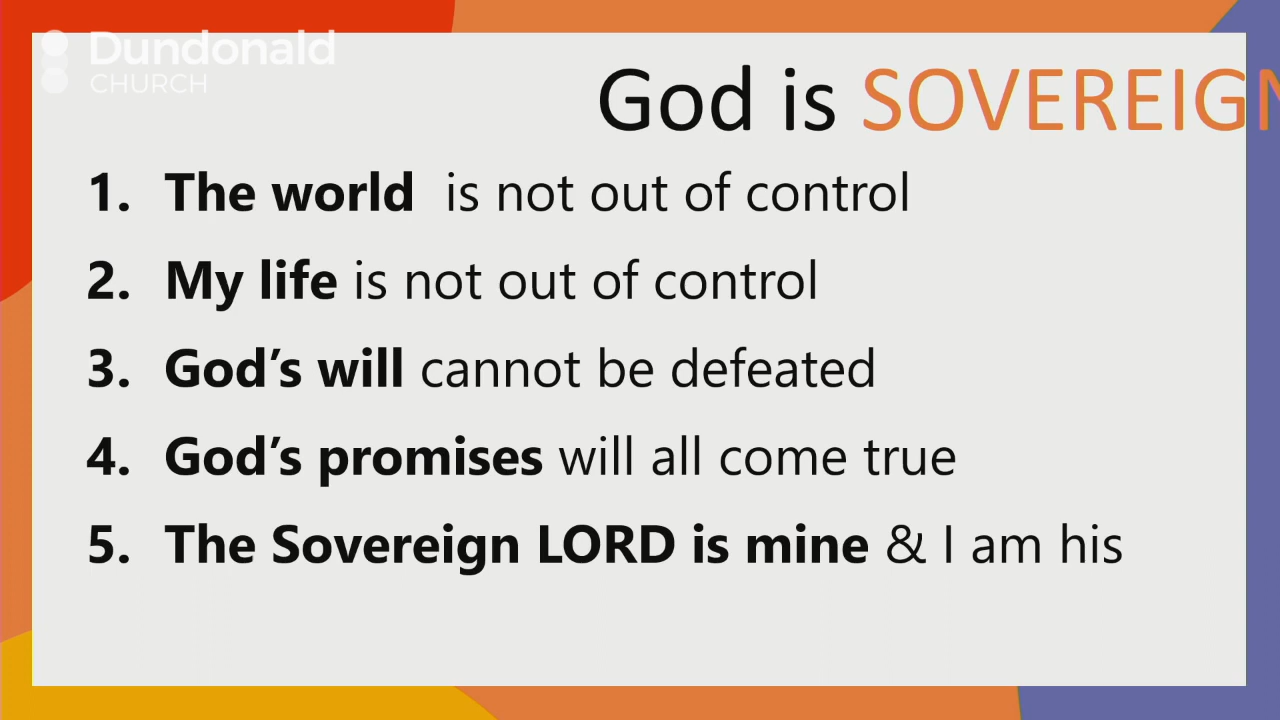 Dundonald
CHURCH
God is SOVEREIGN
1. The world is not out of control
2. My life is not out of control
3. God’s will cannot be defeated
4. God’s promises will all come true
5. The Sovereign LORD is mine & I am his